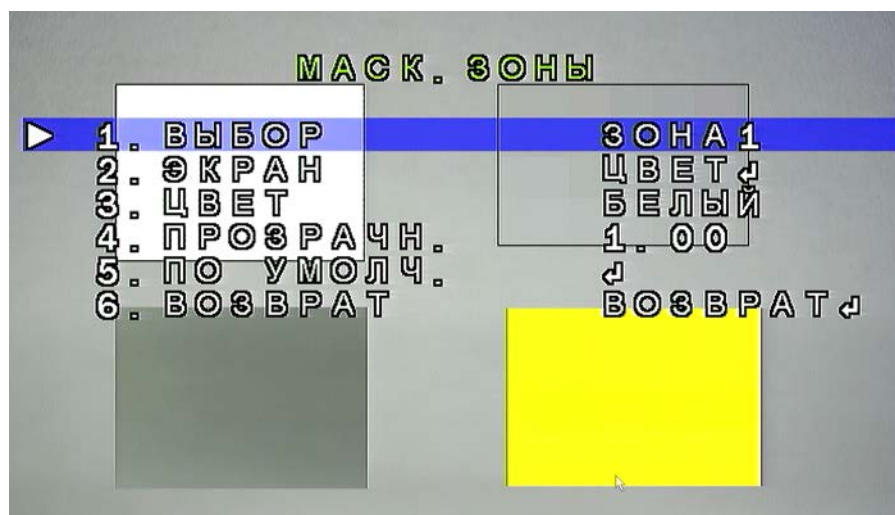 МАСК. ЗОНЫ
1. ВЫБОР ЗОНА1
2. ЭКРАН ЦВЕТ↲
3. ЦВЕТ БЕЛЫЙ
4. ПРОЗРАЧН. 1.00
5. ПО УМОЛЧ. ↲
6. ВОЗВРАТ ВОЗВРАТ↲